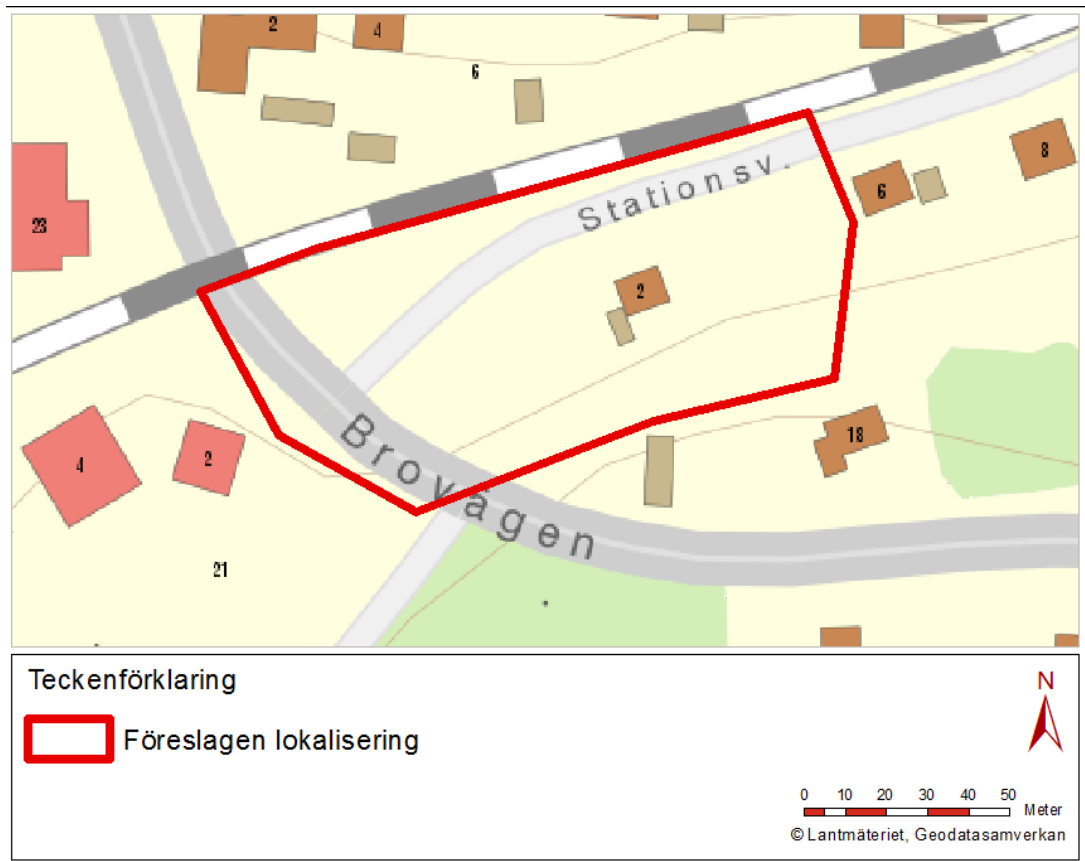 2
4
6
8
23
Stationsv.
6
2
4
2
Brovägen
18
21
Teckenförklaring
Föreslagen lokalisering
N
0 10 20 30 40 50
Meter
© Lantmäteriet, Geodatasamverkan